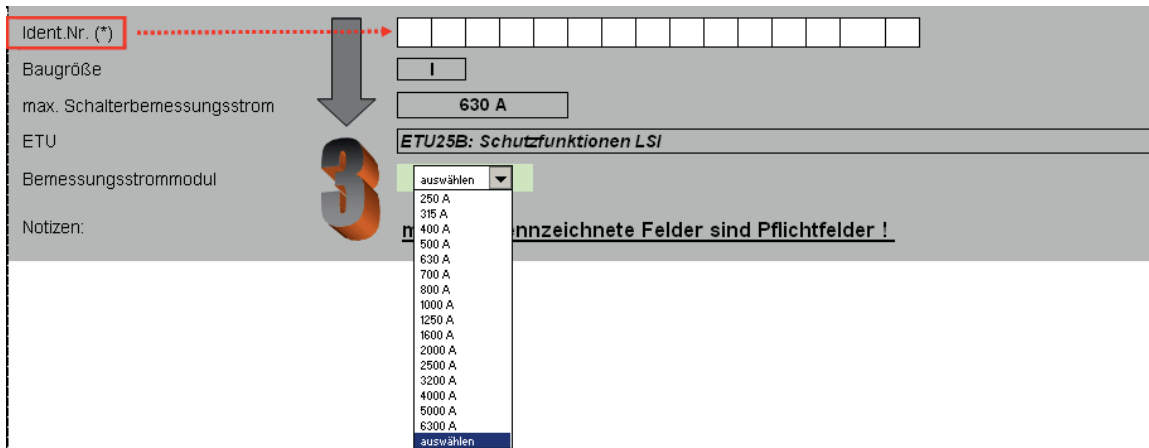 Ident.Nr. (*)
Baugröße I
max. Schalterbemessungsstrom 630 A
ETU ETU25B: Schutzfunktionen LSI
3
Bemessungsstrommodul auswählen
250 A
315 A
Notizen: Felder sind Pflichtfelder !
400 A
500 A
630 A
700 A
800 A
1000 A
1250 A
1600 A
2000 A
2500 A
3200 A
4000 A
5000 A
6300 A
auswählen